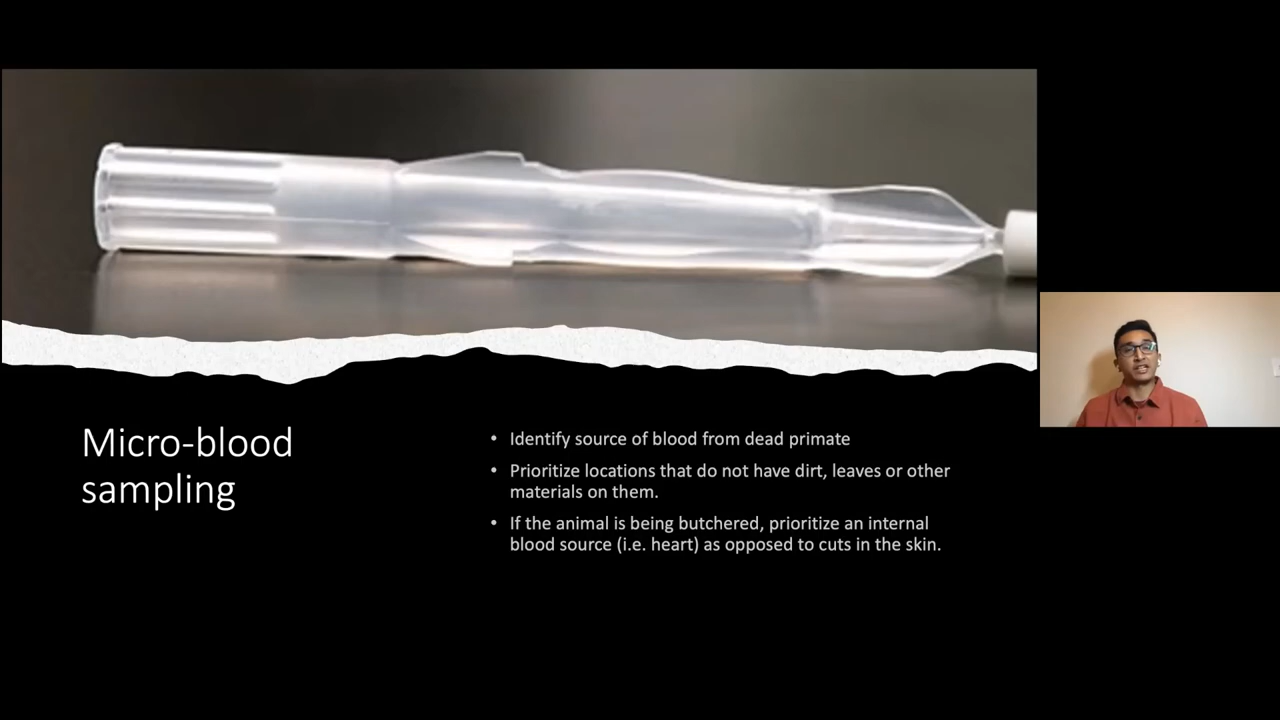 Micro-blood
sampling
• Identify source of blood from dead primate
• Prioritize locations that do not have dirt, leaves or other
materials on them.
• If the animal is being butchered, prioritize an internal
blood source (i.e. heart) as opposed to cuts in the skin.